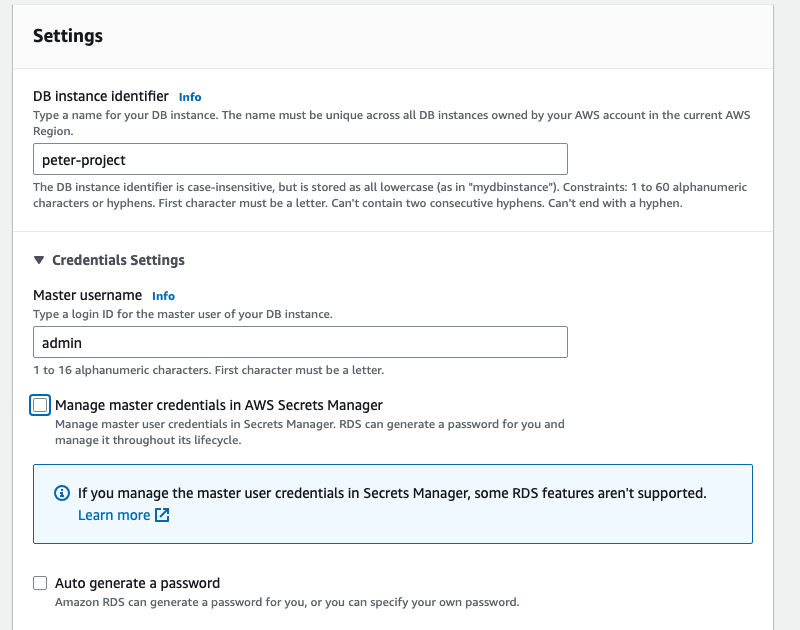 Settings
DB instance identifier Info
Type a name for your DB instance. The name must be unique across all DB instances owned by your AWS account in the current AWS
Region.
peter-project
The DB instance identifier is case-insensitive, but is stored as all lowercase (as in "mydbinstance"). Constraints: 1 to 60 alphanumeric
characters or hyphens. First character must be a letter. Can't contain two consecutive hyphens. Can't end with a hyphen.
Credentials Settings
Master username Info
Type a login ID for the master user of your DB instance.
admin
1 to 16 alphanumeric characters. First character must be a letter.
Manage master credentials in AWS Secrets Manager
Manage master user credentials in Secrets Manager. RDS can generate a password for you and
manage it throughout its lifecycle.
If you manage the master user credentials in Secrets Manager, some RDS features aren't supported.
Learn more
Auto generate a password
Amazon RDS can generate a password for you, or you can specify your own password.